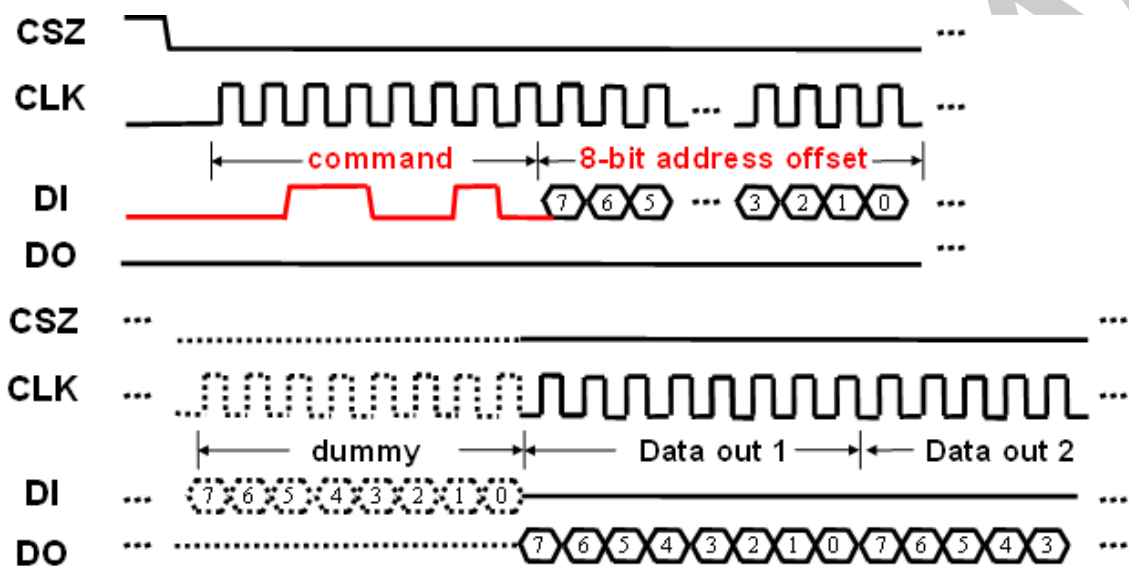 CSZ ...
CLK ... ...
command 8-bit address offset
DI 7 6 5 ... 3 2 1 0 ...
DO ...
CSZ ... ...
CLK ... ...
dummy Data out 1 Data out 2
DI ... 7 6 5 4 3 2 1 0 ...
DO ... 7 6 5 4 3 2 1 0 7 6 5 4 3 ...